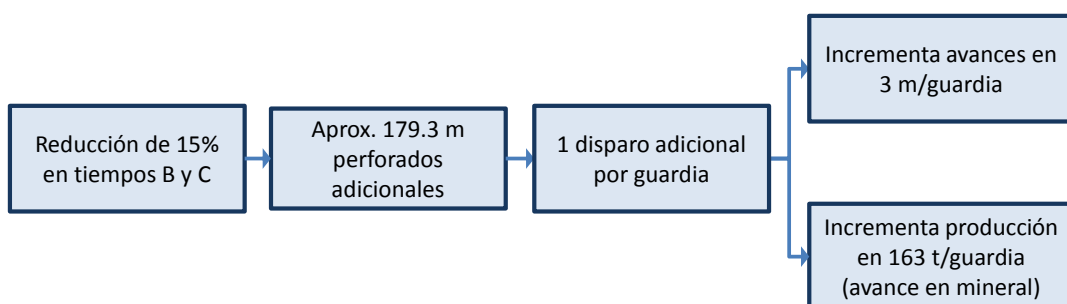 Reducción de 15%
en tiempos B y C
Aprox. 179.3 m
perforados
adicionales
1 disparo adicional
por guardia
Incrementa avances en
3 m/guardia
Incrementa producción
en 163 t/guardia
(avance en mineral)